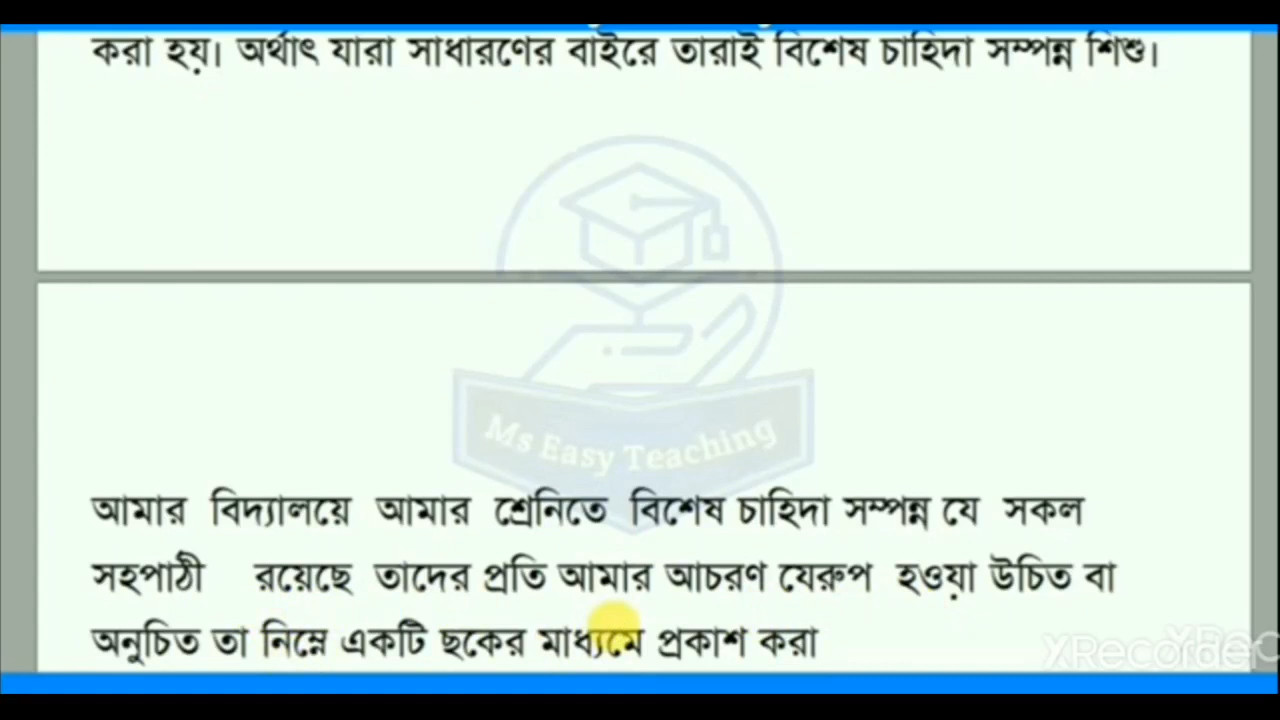 করা হয়। অর্থাৎ যারা সাধারণের বাইরে তারাই বিশেষ চাহিদা সম্পন্ন শিশু।
Ms Easy Teaching
আমার বিদ্যালয়ে আমার শ্রেনিতে বিশেষ চাহিদা সম্পন্ন যে সকল
সহপাঠী রয়েছে তাদের প্রতি আমার আচরণ যেরুপ হওয়া উচিত বা
অনুচিত তা নিম্নে একটি ছকের মাধ্যমে প্রকাশ করা
XRecorder